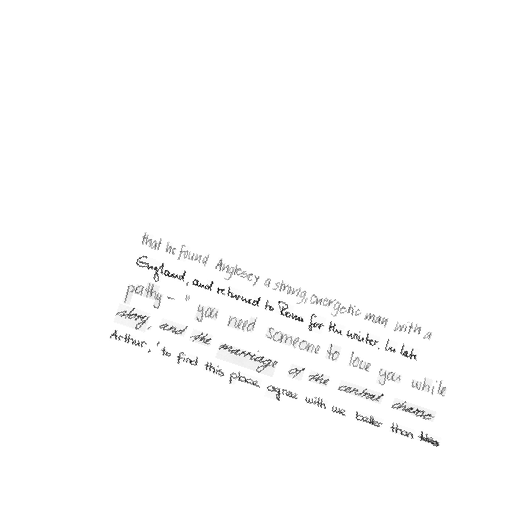 that he found Anglesey a strong, energetic man with a
England, and returned to Rome for the winter. In late
pathy - " you need someone to love you while
story, and the marriage of the central
Arthur, ' to find this place agree with me better than